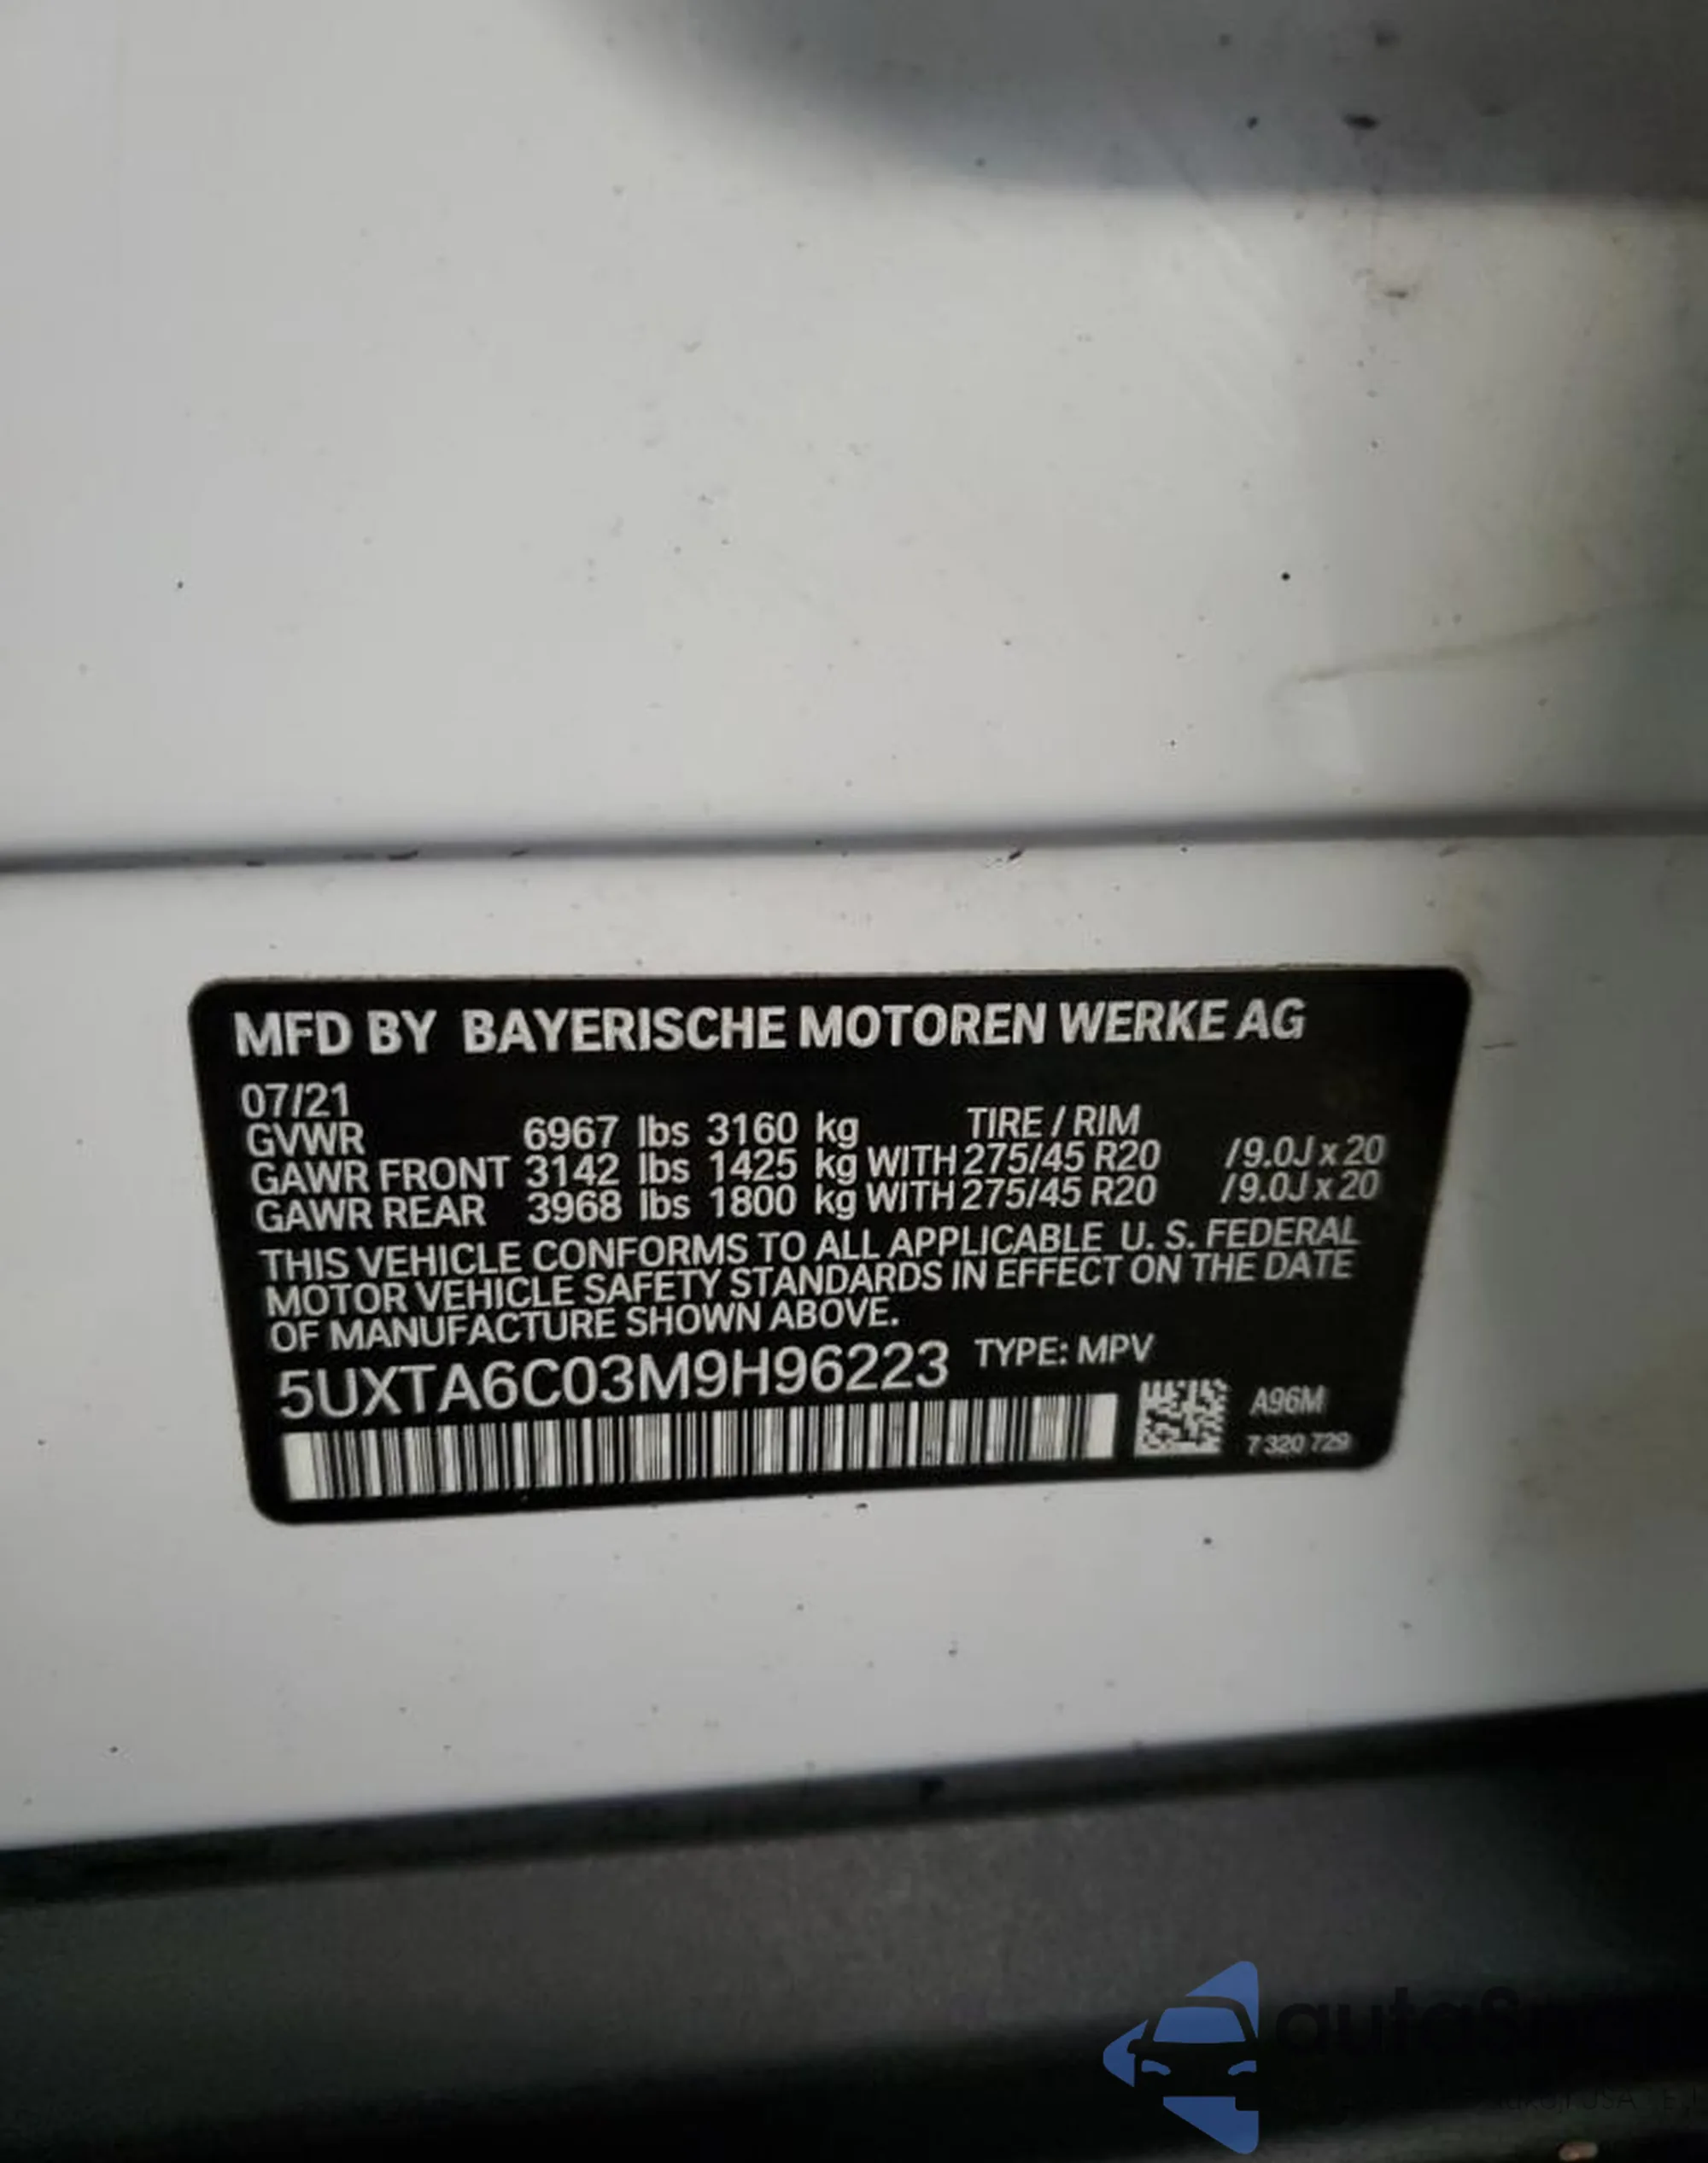 MFD BY BAYERISCHE MOTOREN WERKE AG
07/21
GVWR 6967 lbs 3160 kg TIRE / RIM
GAWR FRONT 3142 lbs 1425 kg WITH 275/45 R20 /9.0J x 20
GAWR REAR 3968 lbs 1800 kg WITH 275/45 R20 /9.0J x 20
THIS VEHICLE CONFORMS TO ALL APPLICABLE U. S. FEDERAL
MOTOR VEHICLE SAFETY STANDARDS IN EFFECT ON THE DATE
OF MANUFACTURE SHOWN ABOVE.
5UXTA6C03M9H96223 TYPE: MPV
A96M
7 320 729
USA